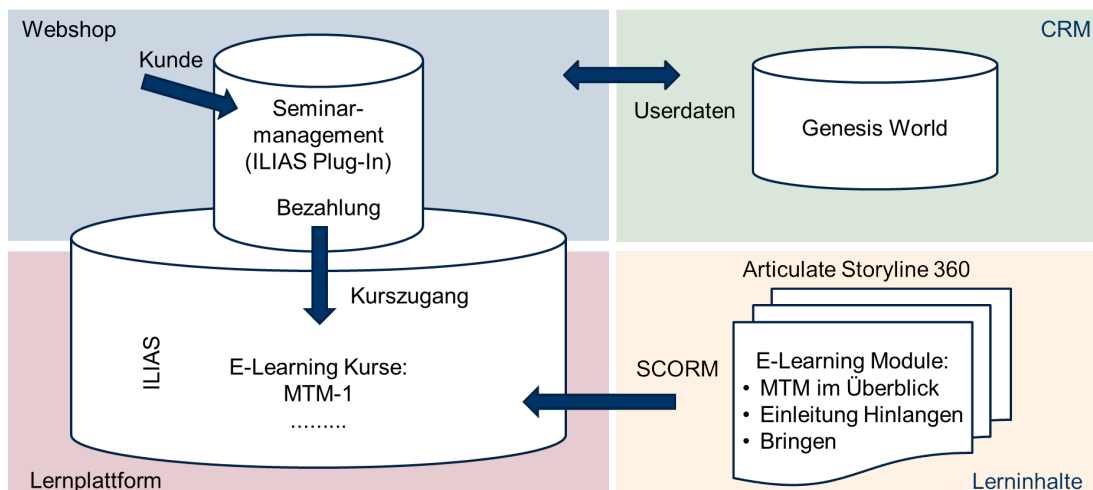 Webshop
Kunde
Seminar-
management
(ILIAS Plug-In)
Bezahlung
CRM
Userdaten
Genesis World
Kurszugang
ILIAS
E-Learning Kurse:
MTM-1
.........
Lernplattform
Articulate Storyline 360
SCORM
E-Learning Module:
• MTM im Überblick
• Einleitung Hinlangen
• Bringen
Lerninhalte